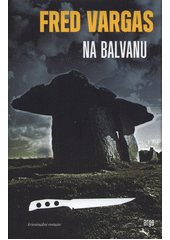 FRED VARGAS
NA BALVANU
Kriminální román
argo